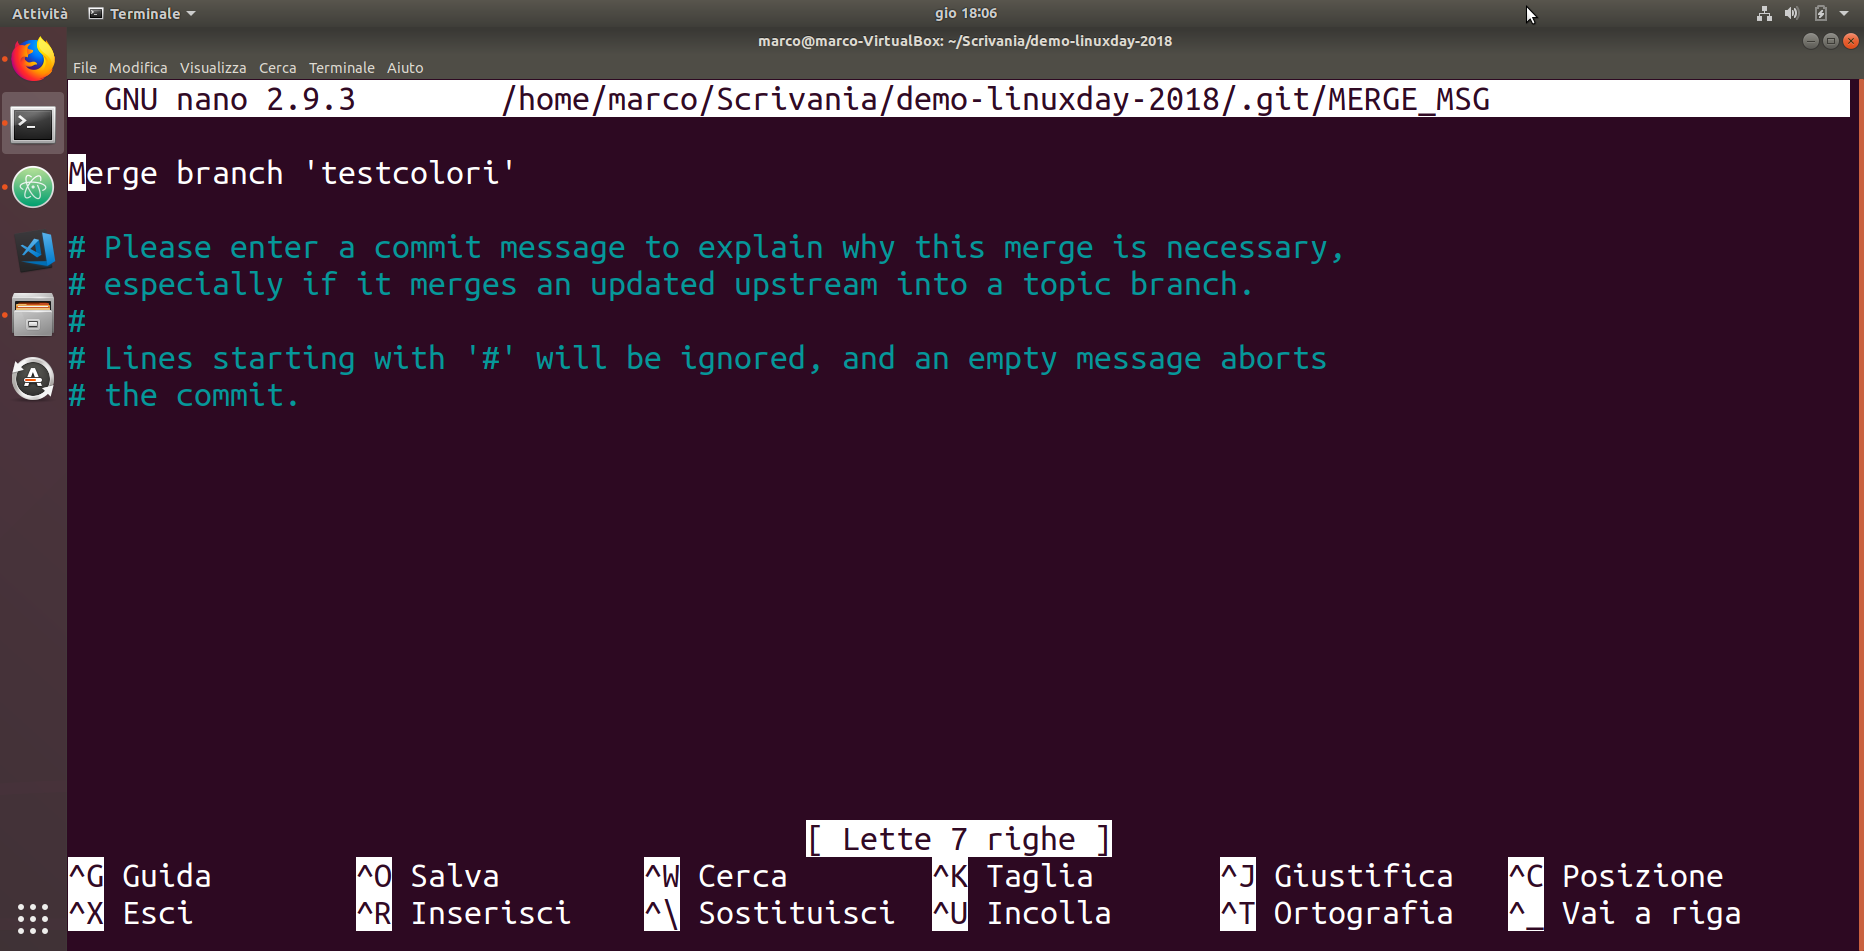 Attività Terminale gio 18:06
marco@marco-VirtualBox: ~/Scrivania/demo-linuxday-2018
File Modifica Visualizza Cerca Terminale Aiuto
GNU nano 2.9.3 /home/marco/Scrivania/demo-linuxday-2018/.git/MERGE_MSG
Merge branch 'testcolori'
# Please enter a commit message to explain why this merge is necessary,
# especially if it merges an updated upstream into a topic branch.
#
# Lines starting with '#' will be ignored, and an empty message aborts
# the commit.
[ Lette 7 righe ]
^G Guida ^O Salva ^W Cerca ^K Taglia ^J Giustifica ^C Posizione
^X Esci ^R Inserisci ^\ Sostituisci ^U Incolla ^T Ortografia ^_ Vai a riga